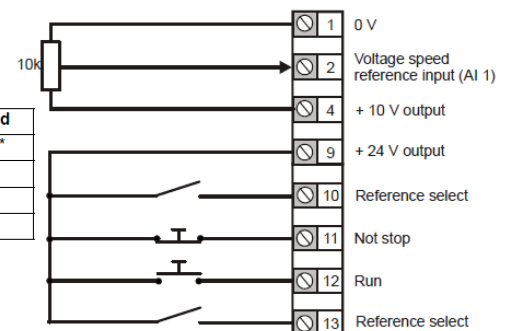 1 0 V
10k
2 Voltage speed
reference input (AI 1)
4 + 10 V output
d
*
9 + 24 V output
10 Reference select
11 Not stop
12 Run
13 Reference select